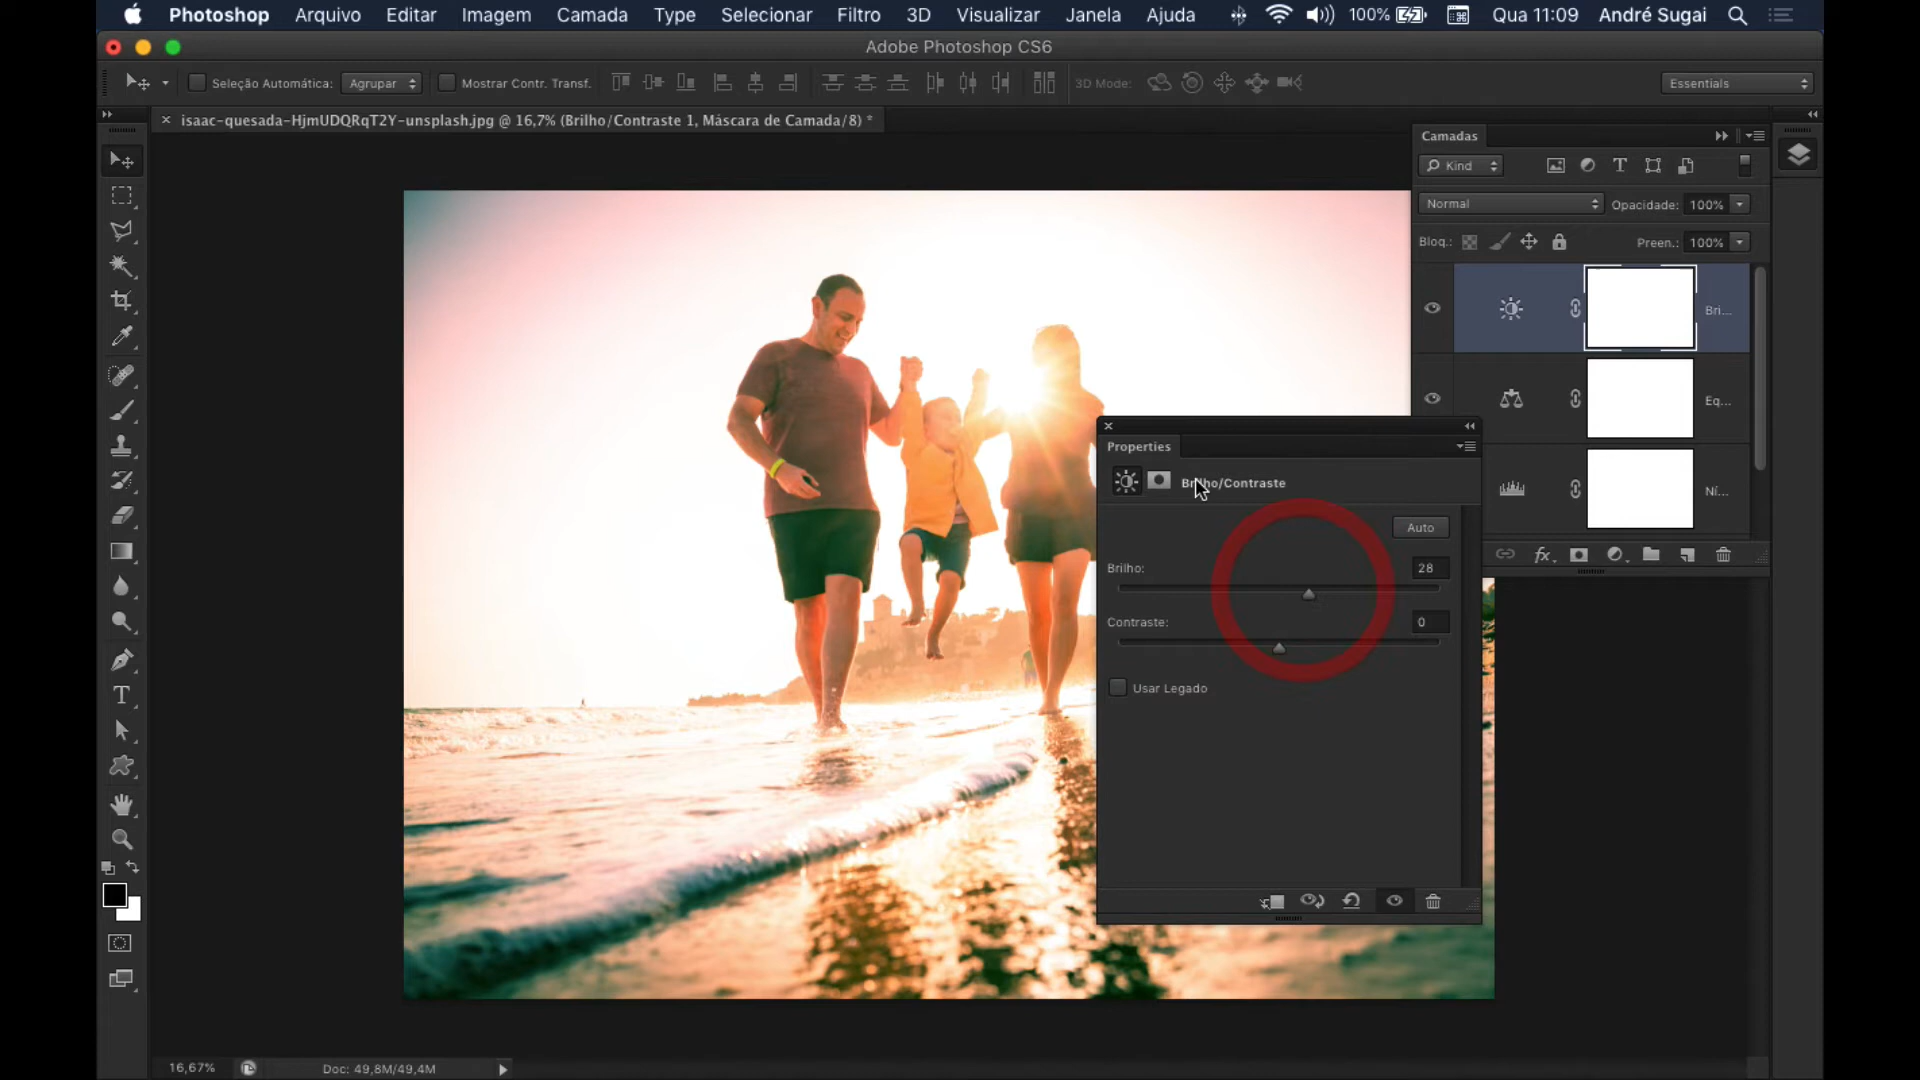 Photoshop Arquivo Editar Imagem Camada Type Selecionar Filtro 3D Visualizar Janela Ajuda 100% Qua 11:09 André Sugai
Adobe Photoshop CS6
Seleção Automática: Agrupar Mostrar Contr. Transf. 3D Mode: Essentials
isaac-quesada-HjmUDQRqT2Y-unsplash.jpg @ 16,7% (Brilho/Contraste 1, Máscara de Camada/8) *
Camadas
Kind
Normal Opacidade: 100%
Bloq.: Preen.: 100%
Bri...
Eq...
Ní...
Properties
Brilho/Contraste
Auto
Brilho: 28
Contraste: 0
Usar Legado
16,67% Doc: 49,8M/49,4M